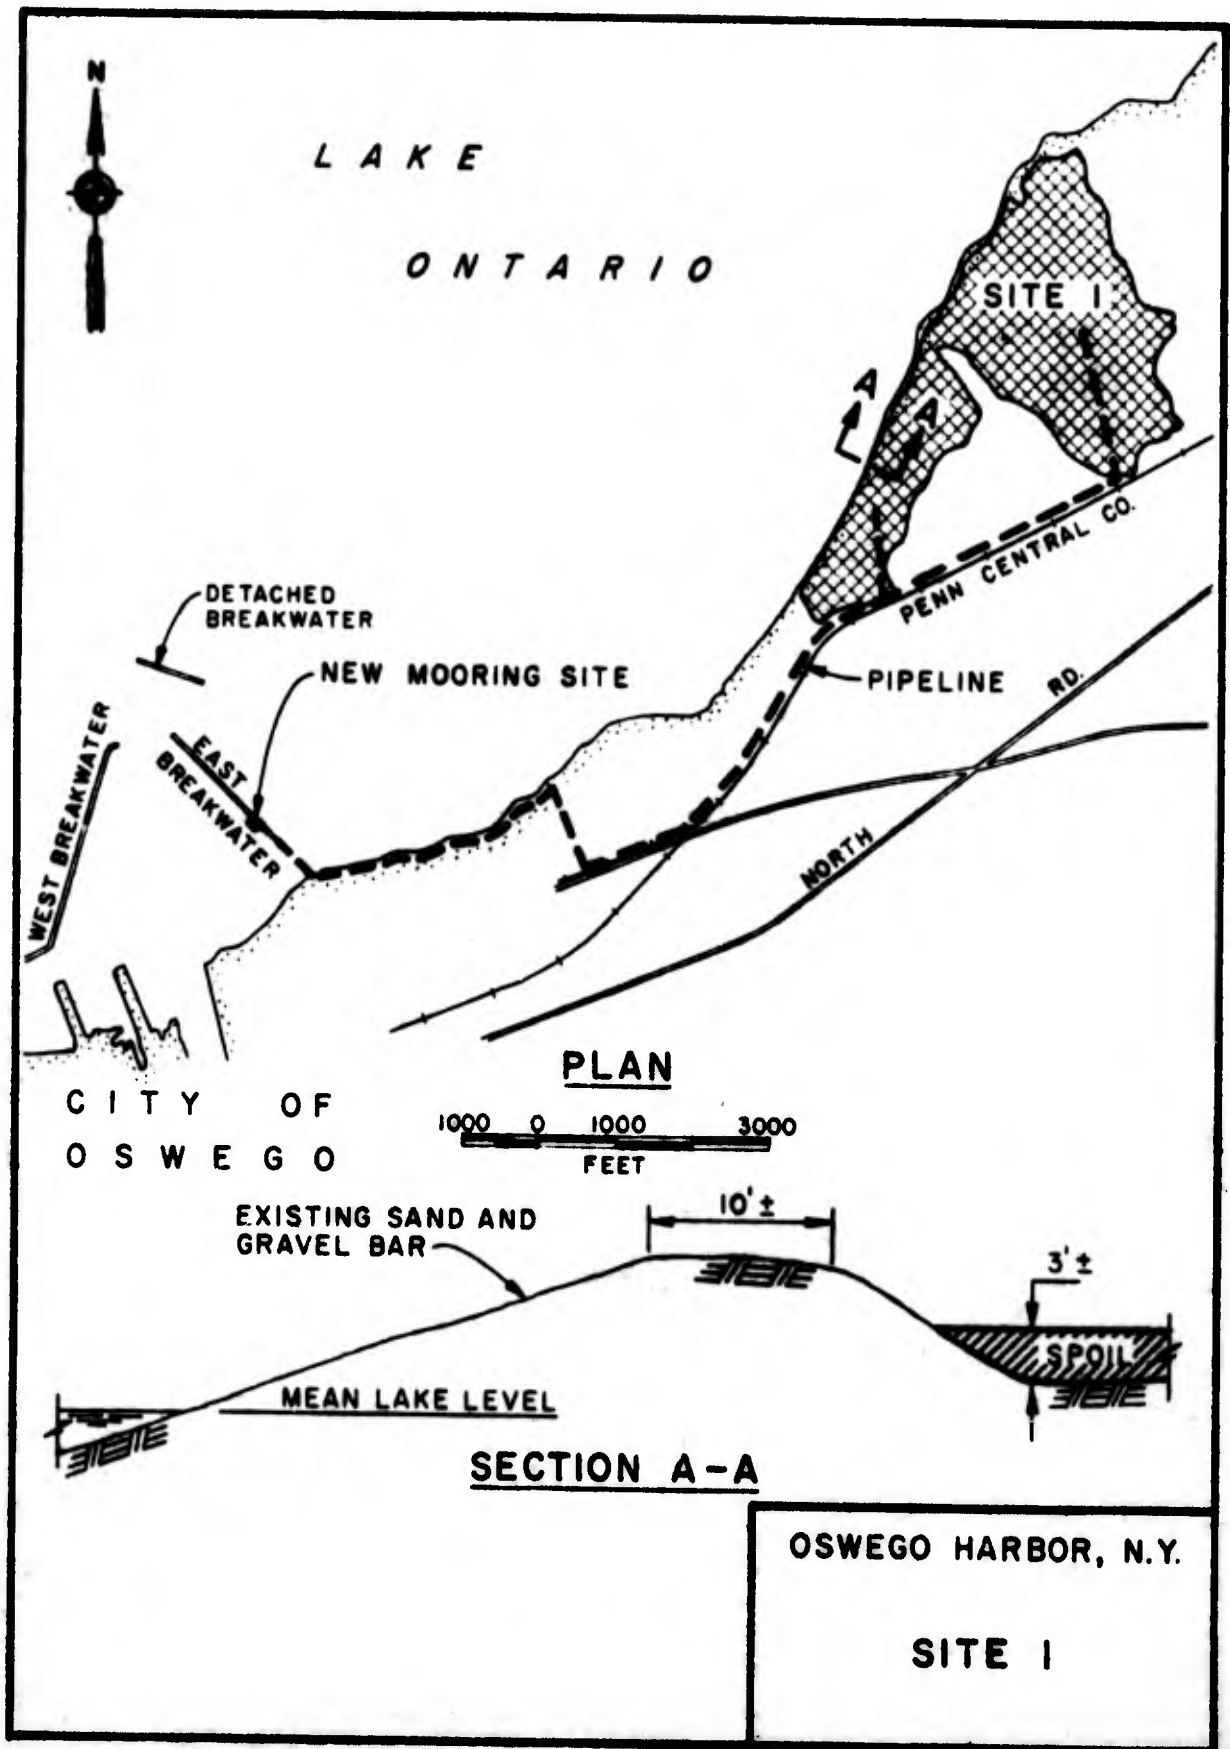 N
LAKE
ONTARIO
SITE 1
A
A
PENN CENTRAL CO.
DETACHED
BREAKWATER
NEW MOORING SITE
PIPELINE
RD.
WEST BREAKWATER
EAST
BREAKWATER
NORTH
PLAN
CITY OF
OSWEGO
1000 0 1000 3000
FEET
EXISTING SAND AND
GRAVEL BAR
10' ±
3' ±
SPOIL
MEAN LAKE LEVEL
SECTION A-A
OSWEGO HARBOR, N.Y.
SITE 1